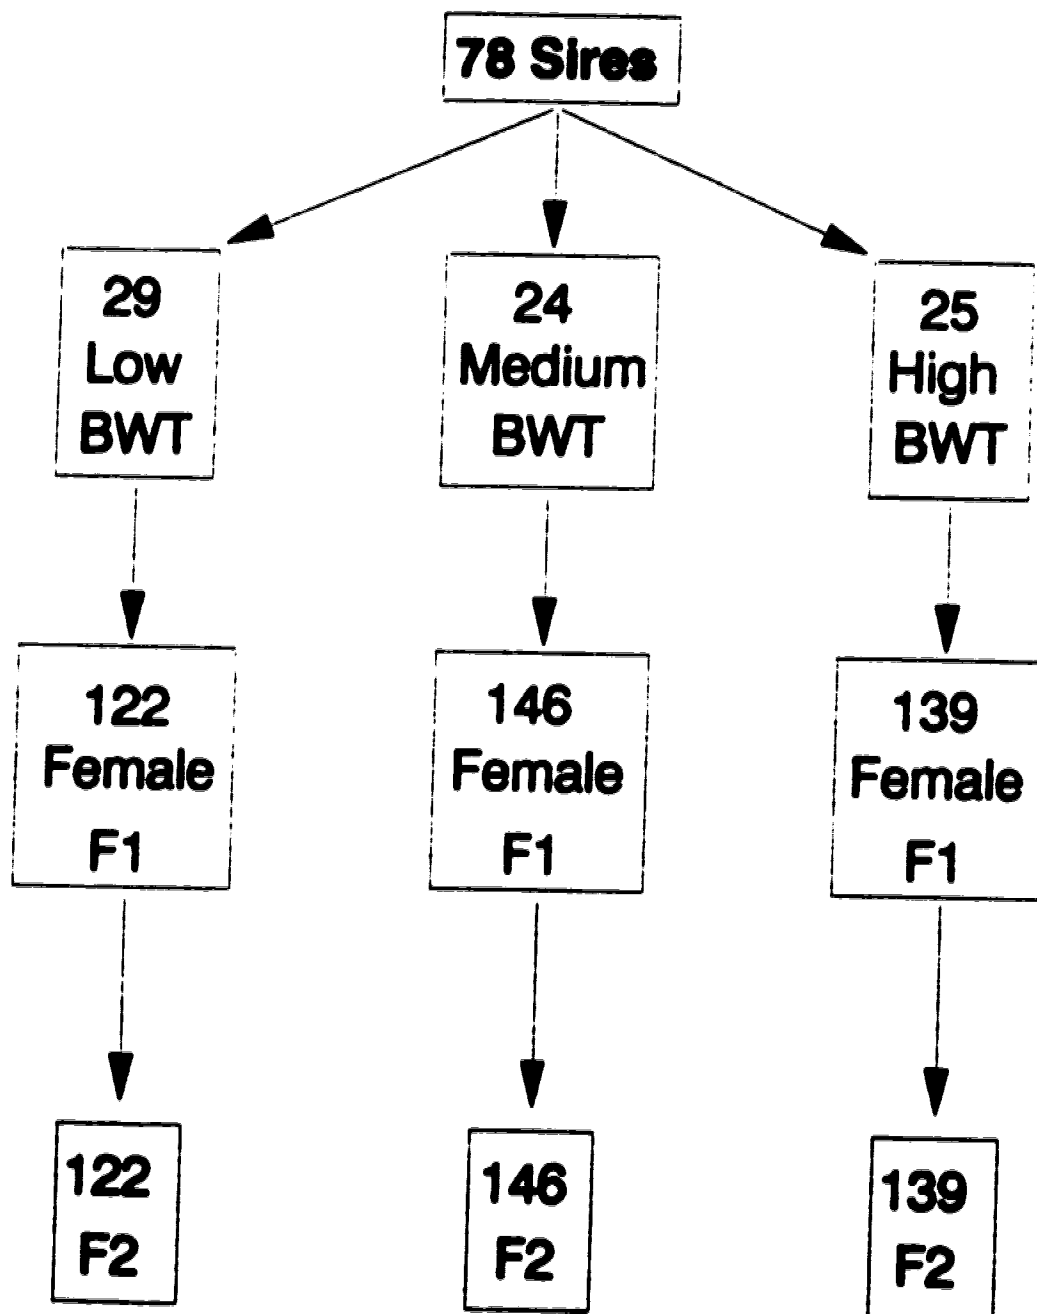 78 Sires
29
Low
BWT
24
Medium
BWT
25
High
BWT
122
Female
F1
146
Female
F1
139
Female
F1
122
F2
146
F2
139
F2